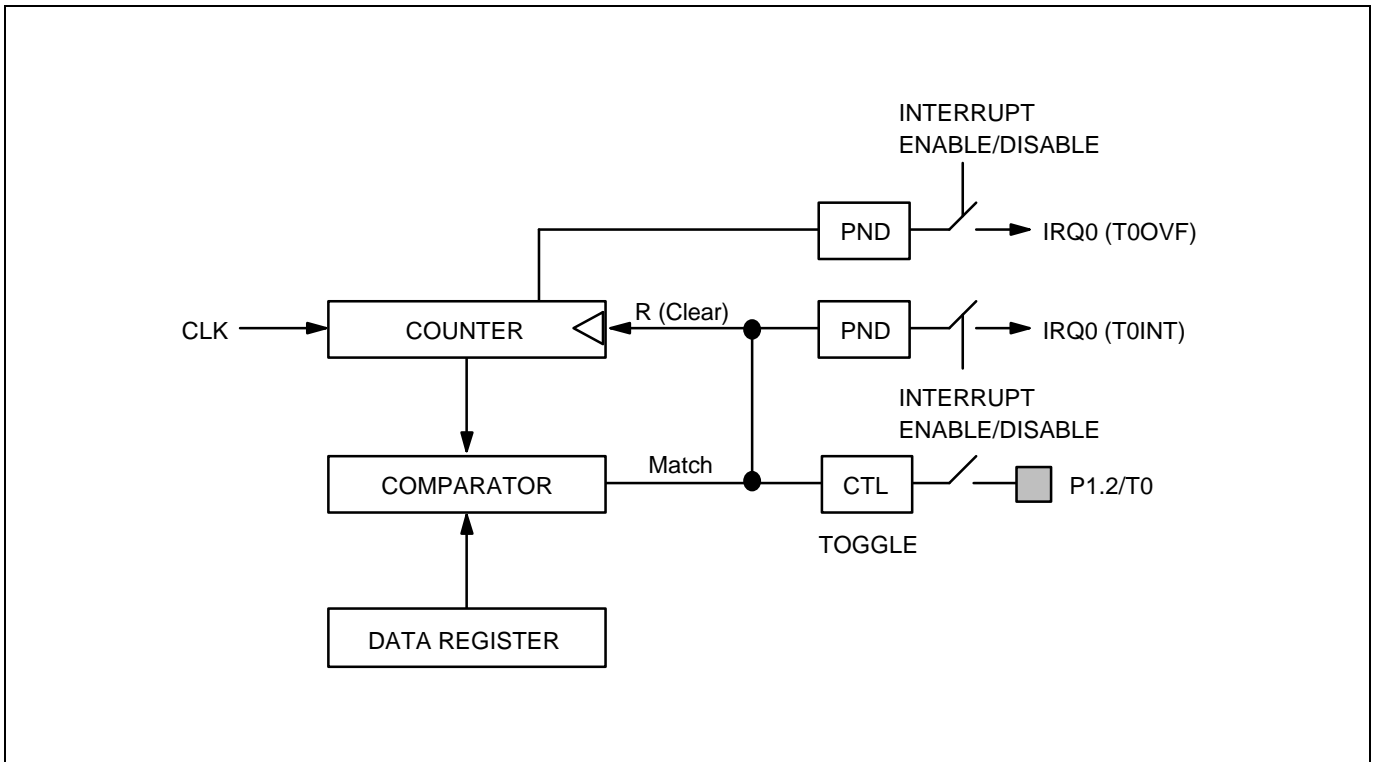 INTERRUPT
ENABLE/DISABLE
PND
IRQ0 (T0OVF)
R (Clear)
CLK
COUNTER
PND
IRQ0 (T0INT)
INTERRUPT
ENABLE/DISABLE
Match
COMPARATOR
CTL
P1.2/T0
TOGGLE
DATA REGISTER